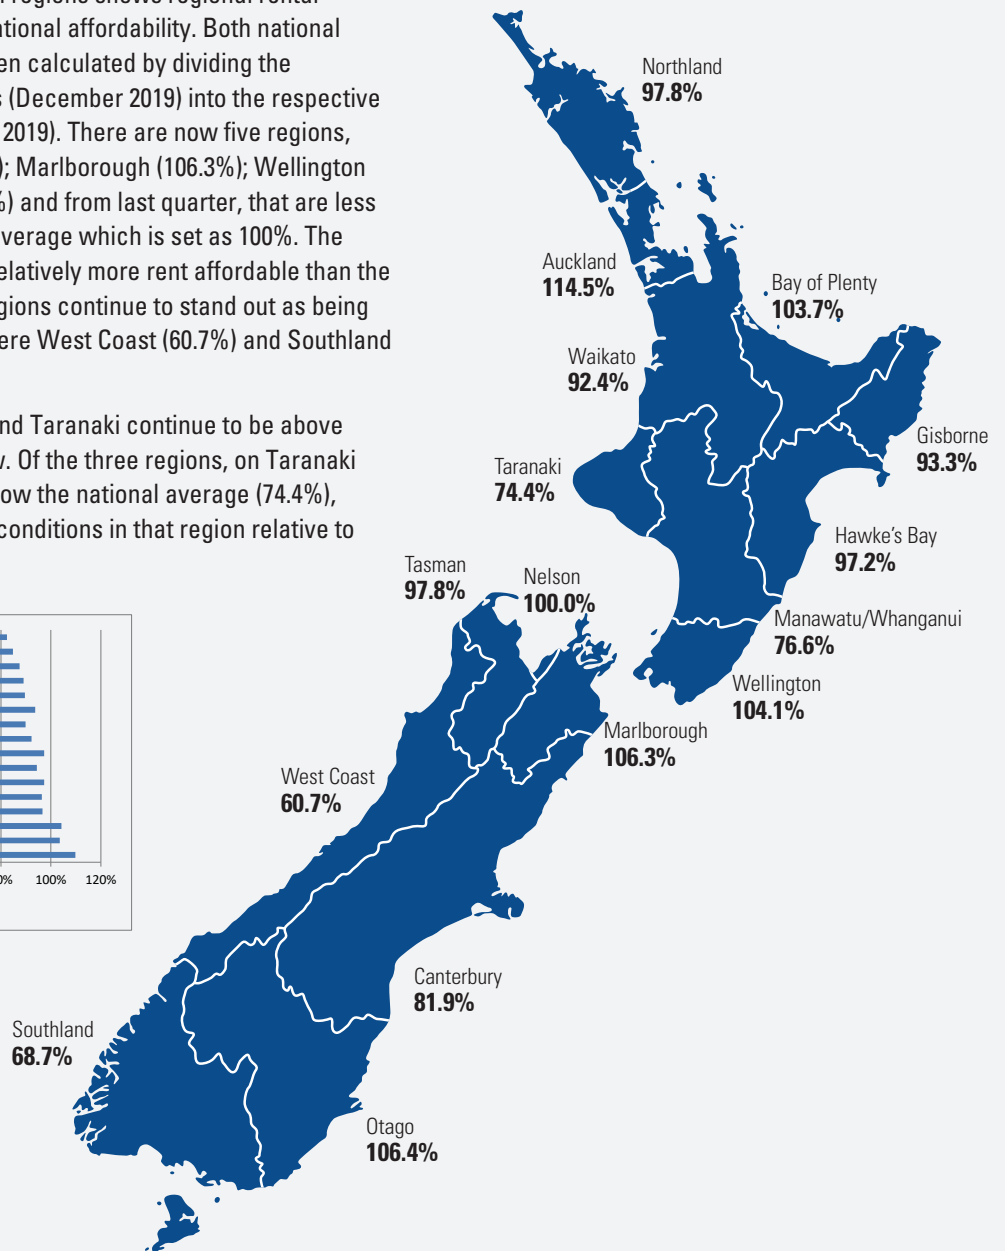 regions shows regional rental
ational affordability. Both national
en calculated by dividing the
s (December 2019) into the respective
2019). There are now five regions,
); Marlborough (106.3%); Wellington
%) and from last quarter, that are less
verage which is set as 100%. The
elatively more rent affordable than the
gions continue to stand out as being
ere West Coast (60.7%) and Southland
nd Taranaki continue to be above
v. Of the three regions, on Taranaki
ow the national average (74.4%),
conditions in that region relative to
0%
100%
120%
Northland
97.8%
Auckland
114.5%
Bay of Plenty
103.7%
Waikato
92.4%
Gisborne
93.3%
Taranaki
74.4%
Hawke's Bay
97.2%
Tasman
97.8%
Nelson
100.0%
Manawatu/Whanganui
76.6%
Wellington
104.1%
Marlborough
106.3%
West Coast
60.7%
Canterbury
81.9%
Southland
68.7%
Otago
106.4%